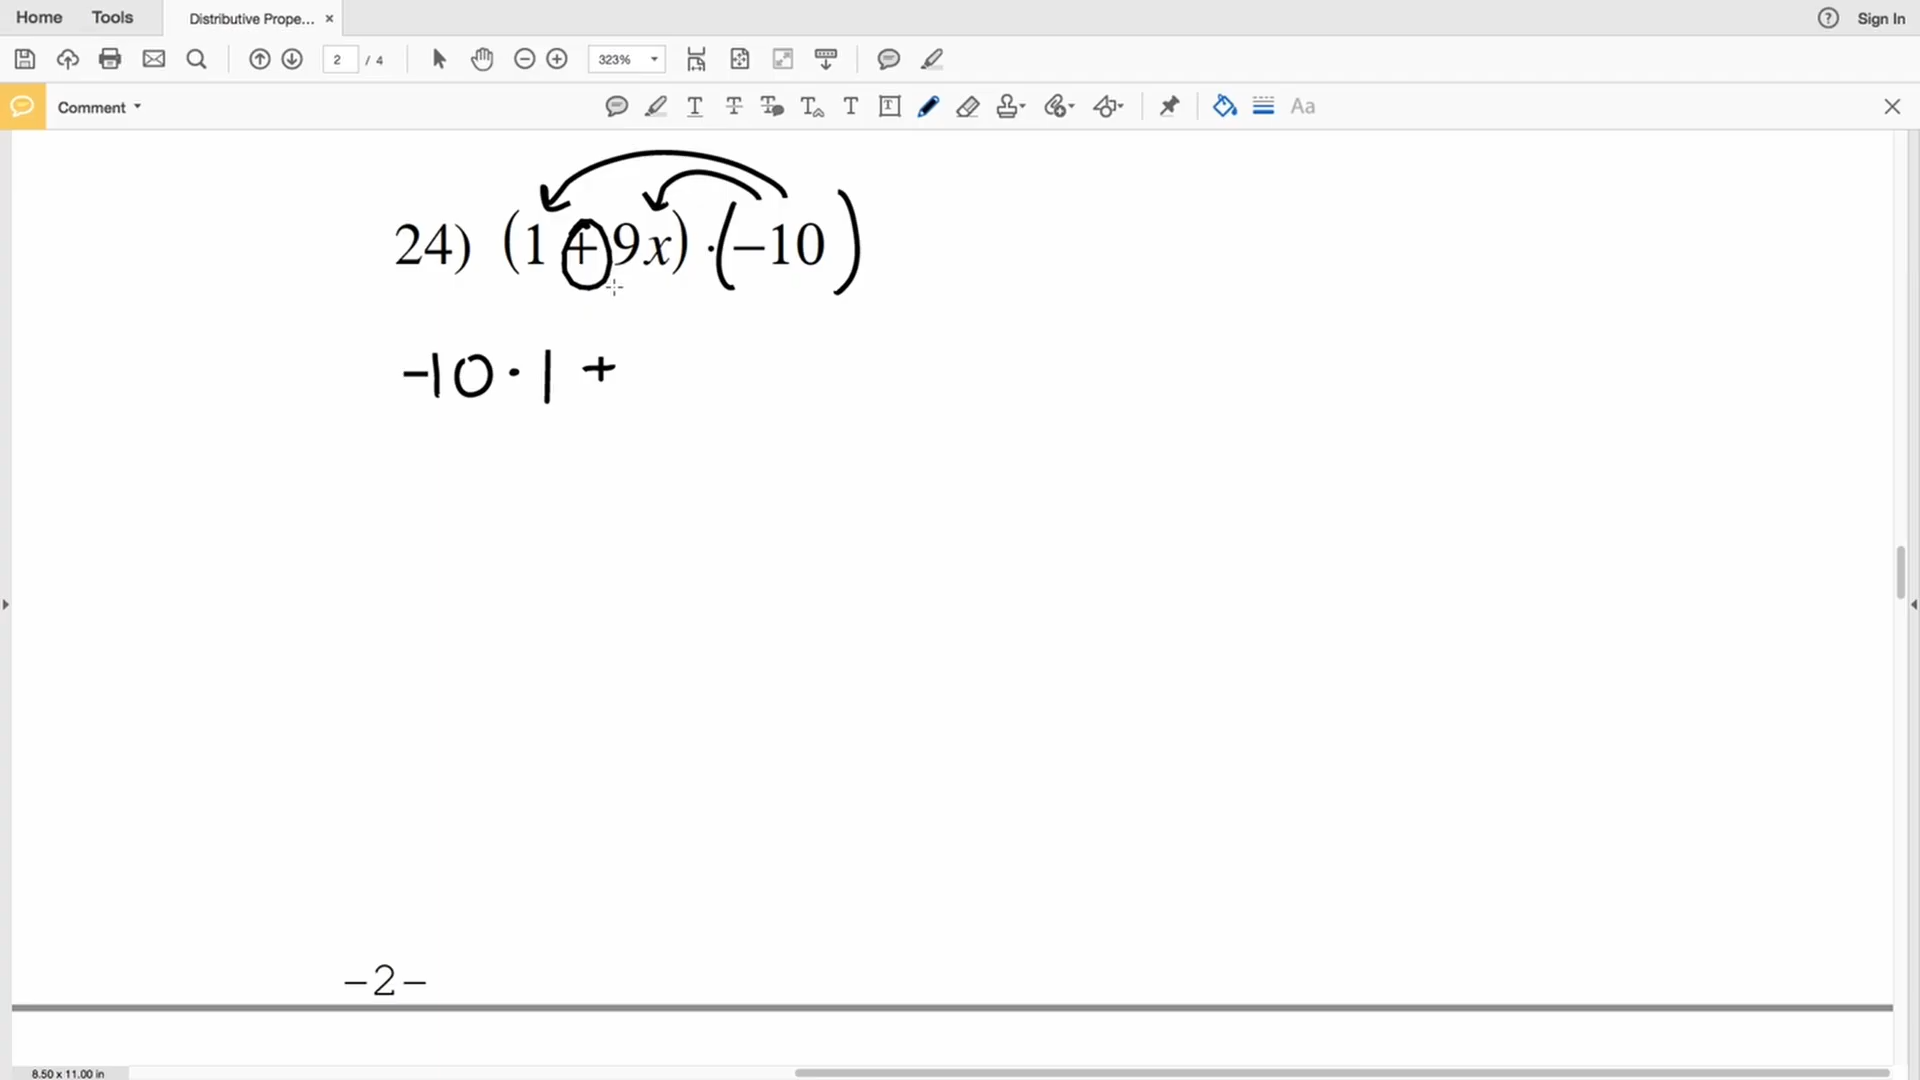 Home Tools Distributive Prope... × ? Sign In
2 / 4 323%
Comment T T T T T T Aa
24) (1 + 9x) · (−10)
-10 · 1 +
-2-
8.50 x 11.00 in